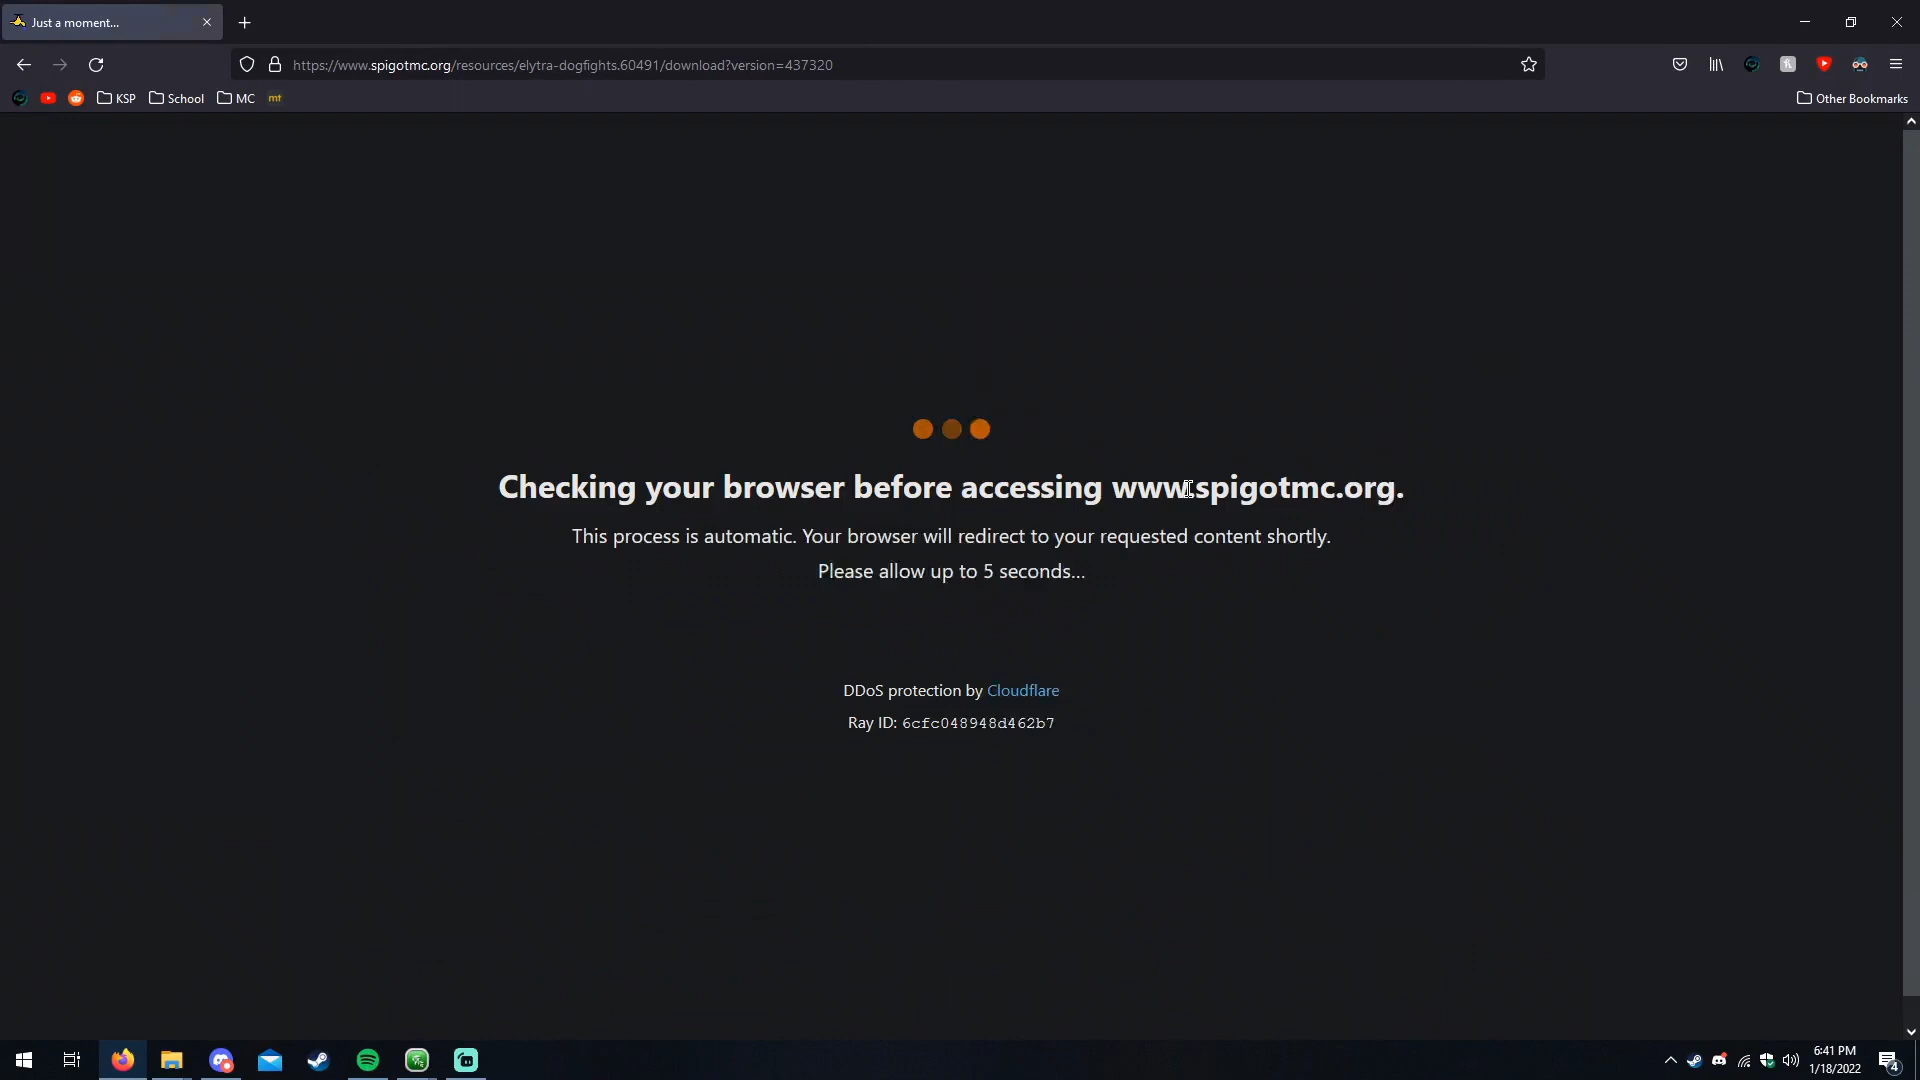 Just a moment...
https://www.spigotmc.org/resources/elytra-dogfights.60491/download?version=437320
KSP
School
MC
mt
Other Bookmarks
Checking your browser before accessing www.spigotmc.org.
This process is automatic. Your browser will redirect to your requested content shortly.
Please allow up to 5 seconds...
DDoS protection by Cloudflare
Ray ID: 6cfc048948d462b7
6:41 PM
1/18/2022
4